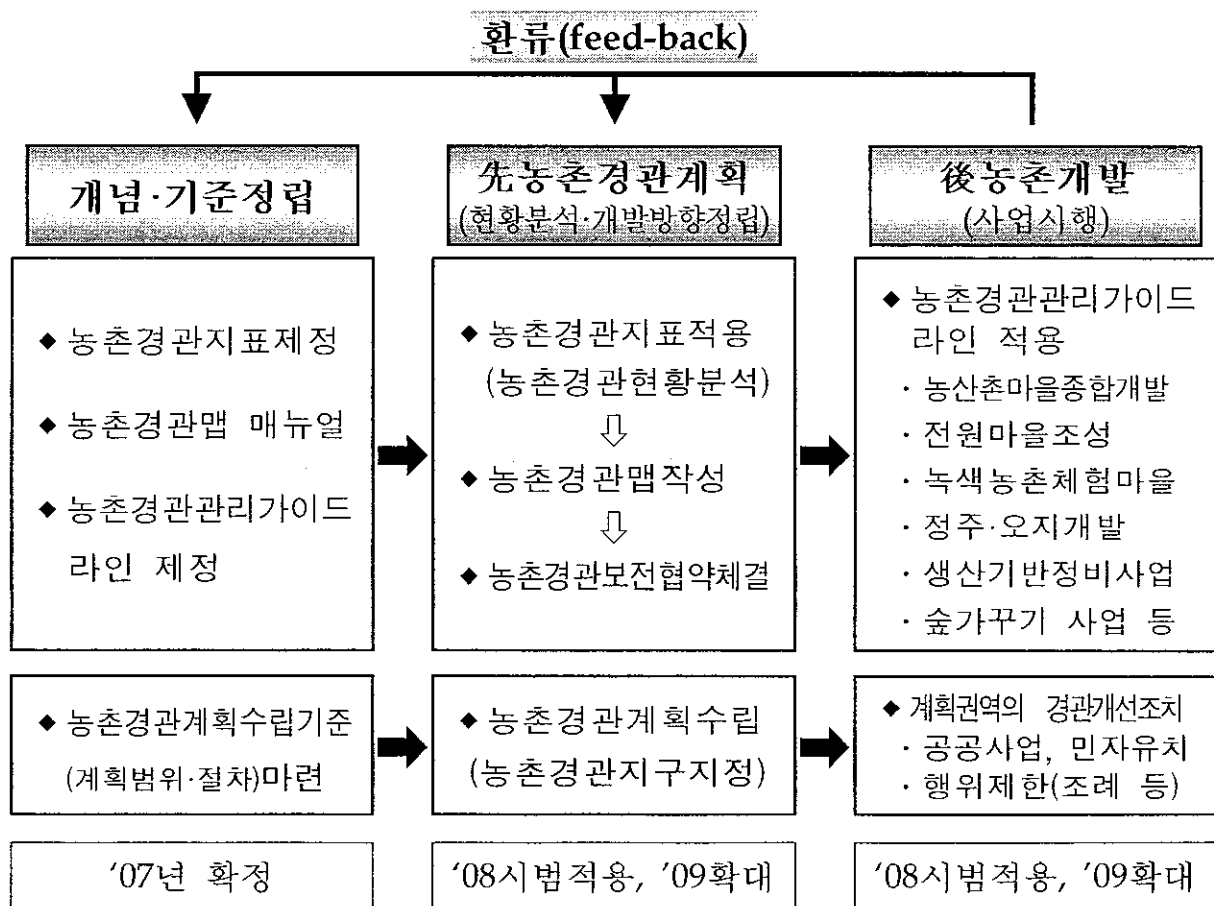 환류(feed-back)
개념·기준정립
농촌경관지표제정
농촌경관맵 매뉴얼
농촌경관관리가이드
라인 제정
농촌경관계획수립기준
(계획범위·절차)마련
'07년 확정
先농촌경관계획
(현황분석·개발방향정립)
농촌경관지표적용
(농촌경관현황분석)
농촌경관맵작성
농촌경관보전협약체결
농촌경관계획수립
(농촌경관지구지정)
'08시범적용, '09확대
後농촌개발
(사업시행)
농촌경관관리가이드
라인 적용
· 농산촌마을종합개발
· 전원마을조성
· 녹색농촌체험마을
· 정주·오지개발
· 생산기반정비사업
· 숲가꾸기 사업 등
계획권역의 경관개선조치
· 공공사업, 민자유치
· 행위제한(조례 등)
'08시범적용, '09확대